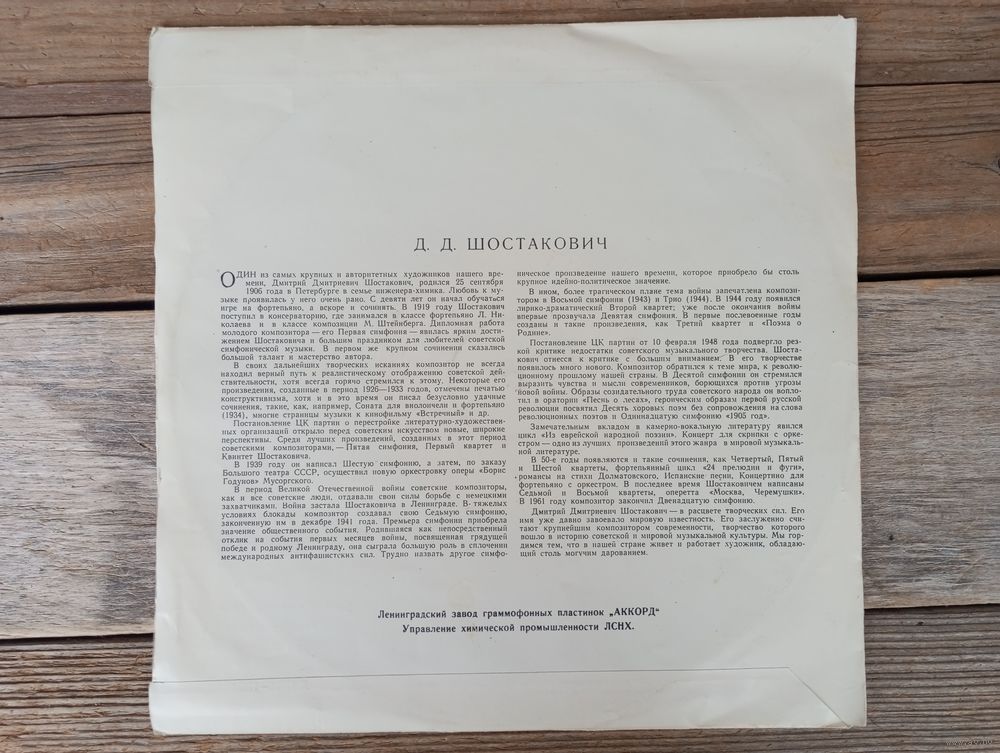 Д. Д. ШОСТАКОВИЧ
ОДИН из самых крупных и авторитетных художников нашего вре-
мени, Дмитрий Дмитриевич Шостакович, родился 25 сентября
1906 года в Петербурге в семье инженера-химика. Любовь к му-
зыке проявилась у него очень рано. С девяти лет он начал обучаться
игре на фортепьяно, а вскоре и сочинять. В 1919 году Шостакович
поступил в консерваторию, где занимался в классе фортепьяно Л. Ни-
колаева и в классе композиции М. Штейнберга. Дипломная работа
молодого композитора — его Первая симфония — явилась ярким дости-
жением Шостаковича и большим праздником для любителей советской
симфонической музыки. В первом же крупном сочинении сказались
большой талант и мастерство автора.
В своих дальнейших творческих исканиях композитор не всегда
находил верный путь к реалистическому отображению советской дей-
ствительности, хотя всегда горячо стремился к этому. Некоторые его
произведения, созданные в период 1926—1933 годов, отмечены печатью
конструктивизма, хотя и в это время он писал безусловно удачные
сочинения, такие, как, например, Соната для виолончели и фортепьяно
(1934), многие страницы музыки к кинофильму «Встречный» и др.
Постановление ЦК партии о перестройке литературно-художествен-
ных организаций открыло перед советским искусством новые, широкие
перспективы. Среди лучших произведений, созданных в этот период
советскими композиторами, — Пятая симфония, Первый квартет и
Квинтет Шостаковича.
В 1939 году он написал Шестую симфонию, а затем, по заказу
Большого театра СССР, осуществил новую оркестровку оперы «Борис
Годунов» Мусоргского.
В период Великой Отечественной войны советские композиторы,
как и все советские люди, отдавали свои силы борьбе с немецкими
захватчиками. Война застала Шостаковича в Ленинграде. В тяжелых
условиях блокады композитор создавал свою Седьмую симфонию,
законченную им в декабре 1941 года. Премьера симфонии приобрела
значение общественного события. Родившаяся как непосредственный
отклик на события первых месяцев войны, посвященная грядущей
победе и родному Ленинграду, она сыграла большую роль в сплочении
международных антифашистских сил. Трудно назвать другое симфо-
ническое произведение нашего времени, которое приобрело бы столь
крупное идейно-политическое значение.
В ином, более трагическом плане тема войны запечатлена компози-
тором в Восьмой симфонии (1943) и Трио (1944). В 1944 году появился
лирико-драматический Второй квартет; уже после окончания войны
впервые прозвучала Девятая симфония. В первые послевоенные годы
созданы и такие произведения, как Третий квартет и «Поэма о
Родине».
Постановление ЦК партии от 10 февраля 1948 года подвергло рез-
кой критике недостатки советского музыкального творчества. Шоста-
кович отнесся к критике с большим вниманием. В его творчестве
появилось много нового. Композитор обратился к теме мира, к револю-
ционному прошлому нашей страны. В Десятой симфонии он стремился
выразить чувства и мысли современников, борющихся против угрозы
новой войны. Образы созидательного труда советского народа он вопло-
тил в оратории «Песнь о лесах», героическим образам первой русской
революции посвятил Десять хоровых поэм без сопровождения на слова
революционных поэтов и Одиннадцатую симфонию «1905 год».
Замечательным вкладом в камерно-вокальную литературу явился
цикл «Из еврейской народной поэзии». Концерт для скрипки с орке-
стром — одно из лучших произведений этого жанра в мировой музыкаль-
ной литературе.
В 50-е годы появляются и такие сочинения, как Четвертый, Пятый
и Шестой квартеты, фортепьянный цикл «24 прелюдии и фуги»,
романсы на стихи Долматовского, Испанские песни, Концертино для
фортепьяно с оркестром. В последнее время Шостаковичем написаны
Седьмой и Восьмой квартеты, оперетта «Москва, Черемушки».
В 1961 году композитор закончил Двенадцатую симфонию.
Дмитрий Дмитриевич Шостакович — в расцвете творческих сил. Его
имя уже давно завоевало мировую известность. Его заслуженно счи-
тают крупнейшим композитором современности, творчество которого
вошло в историю советской и мировой музыкальной культуры. Мы гор-
димся тем, что в нашей стране живет и работает художник, обладаю-
щий столь могучим дарованием.
Ленинградский завод граммофонных пластинок „АККОРД“
Управление химической промышленности ЛСНХ.